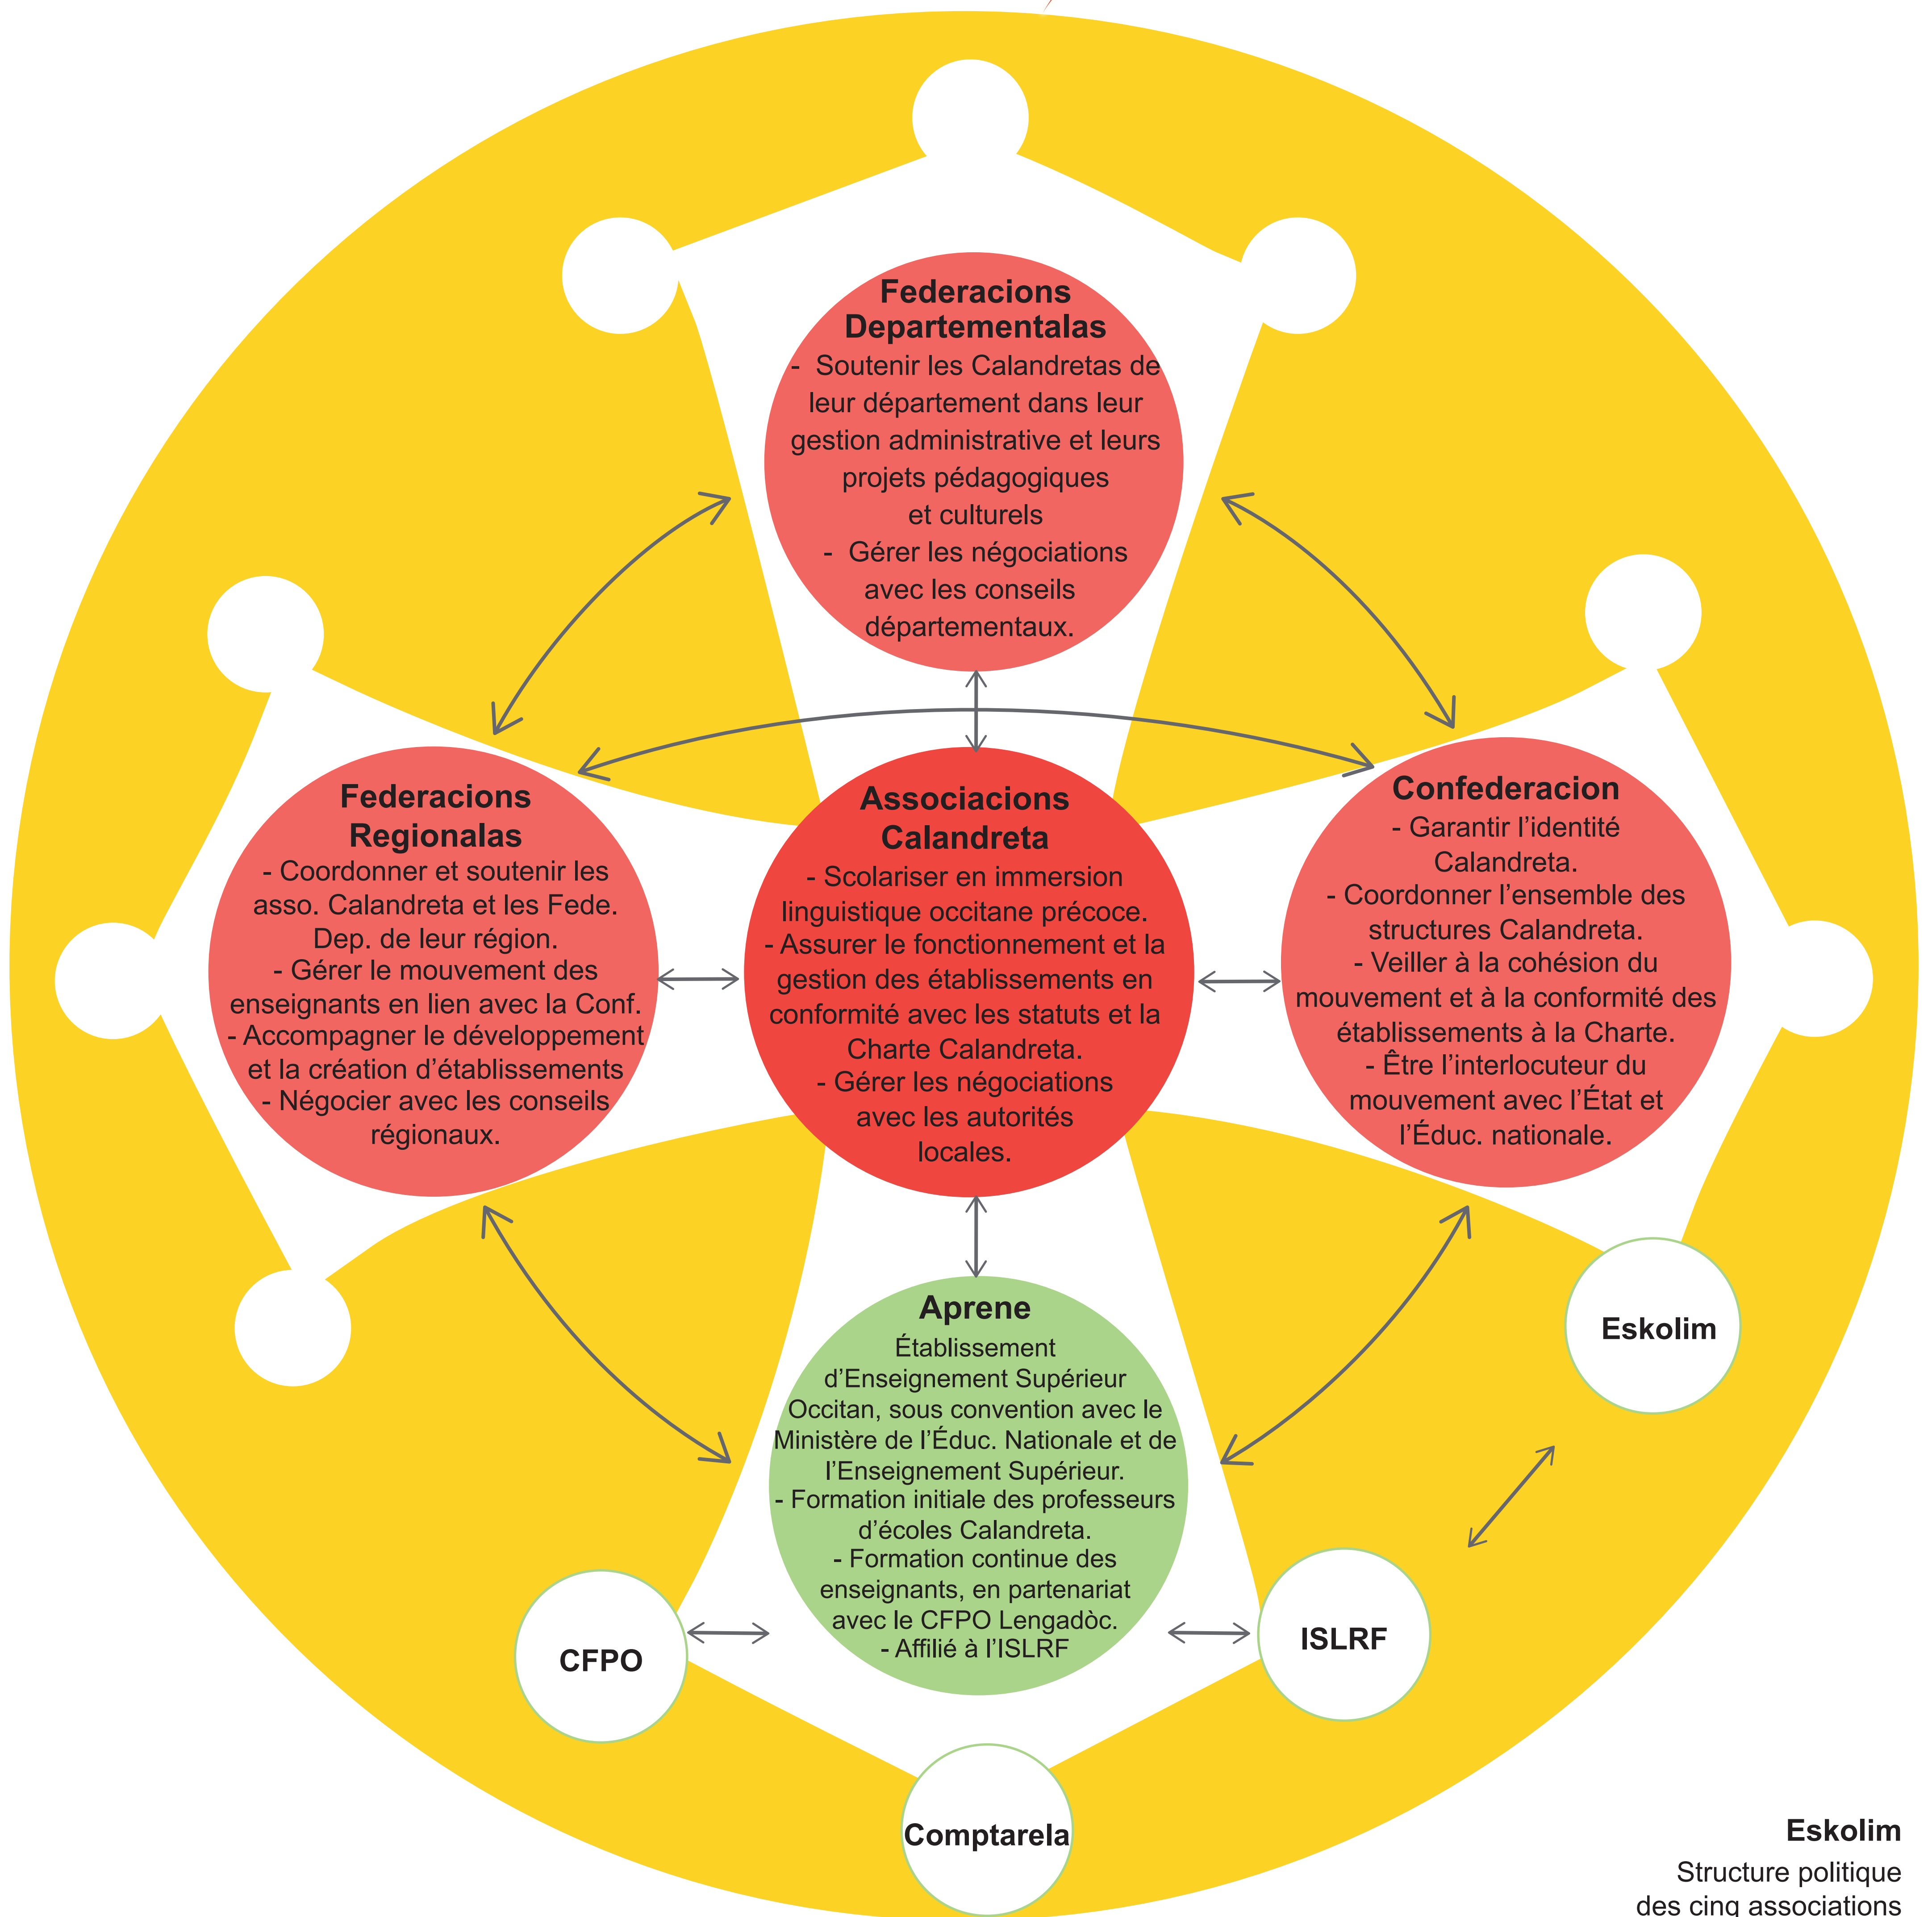 Federacions
Departementalas
- Soutenir les Calandretas de
leur département dans leur
gestion administrative et leurs
projets pédagogiques
et culturels
- Gérer les négociations
avec les conseils
départementaux.
Federacions
Regionalas
- Coordonner et soutenir les
asso. Calandreta et les Fede.
Dep. de leur région.
- Gérer le mouvement des
enseignants en lien avec la Conf.
- Accompagner le développement
et la création d’établissements
- Négocier avec les conseils
régionaux.
Associacions
Calandreta
- Scolariser en immersion
linguistique occitane précoce.
- Assurer le fonctionnement et la
gestion des établissements en
conformité avec les statuts et la
Charte Calandreta.
- Gérer les négociations
avec les autorités
locales.
Confederacion
- Garantir l’identité
Calandreta.
- Coordonner l’ensemble des
structures Calandreta.
- Veiller à la cohésion du
mouvement et à la conformité des
établissements à la Charte.
- Être l’interlocuteur du
mouvement avec l’État et
l’Éduc. nationale.
Aprene
Établissement
d’Enseignement Supérieur
Occitan, sous convention avec le
Ministère de l’Éduc. Nationale et de
l’Enseignement Supérieur.
- Formation initiale des professeurs
d’écoles Calandreta.
- Formation continue des
enseignants, en partenariat
avec le CFPO Lengadòc.
- Affilié à l’ISLRF
Eskolim
CFPO
ISLRF
Comptarela
Eskolim
Structure politique
des cinq associations